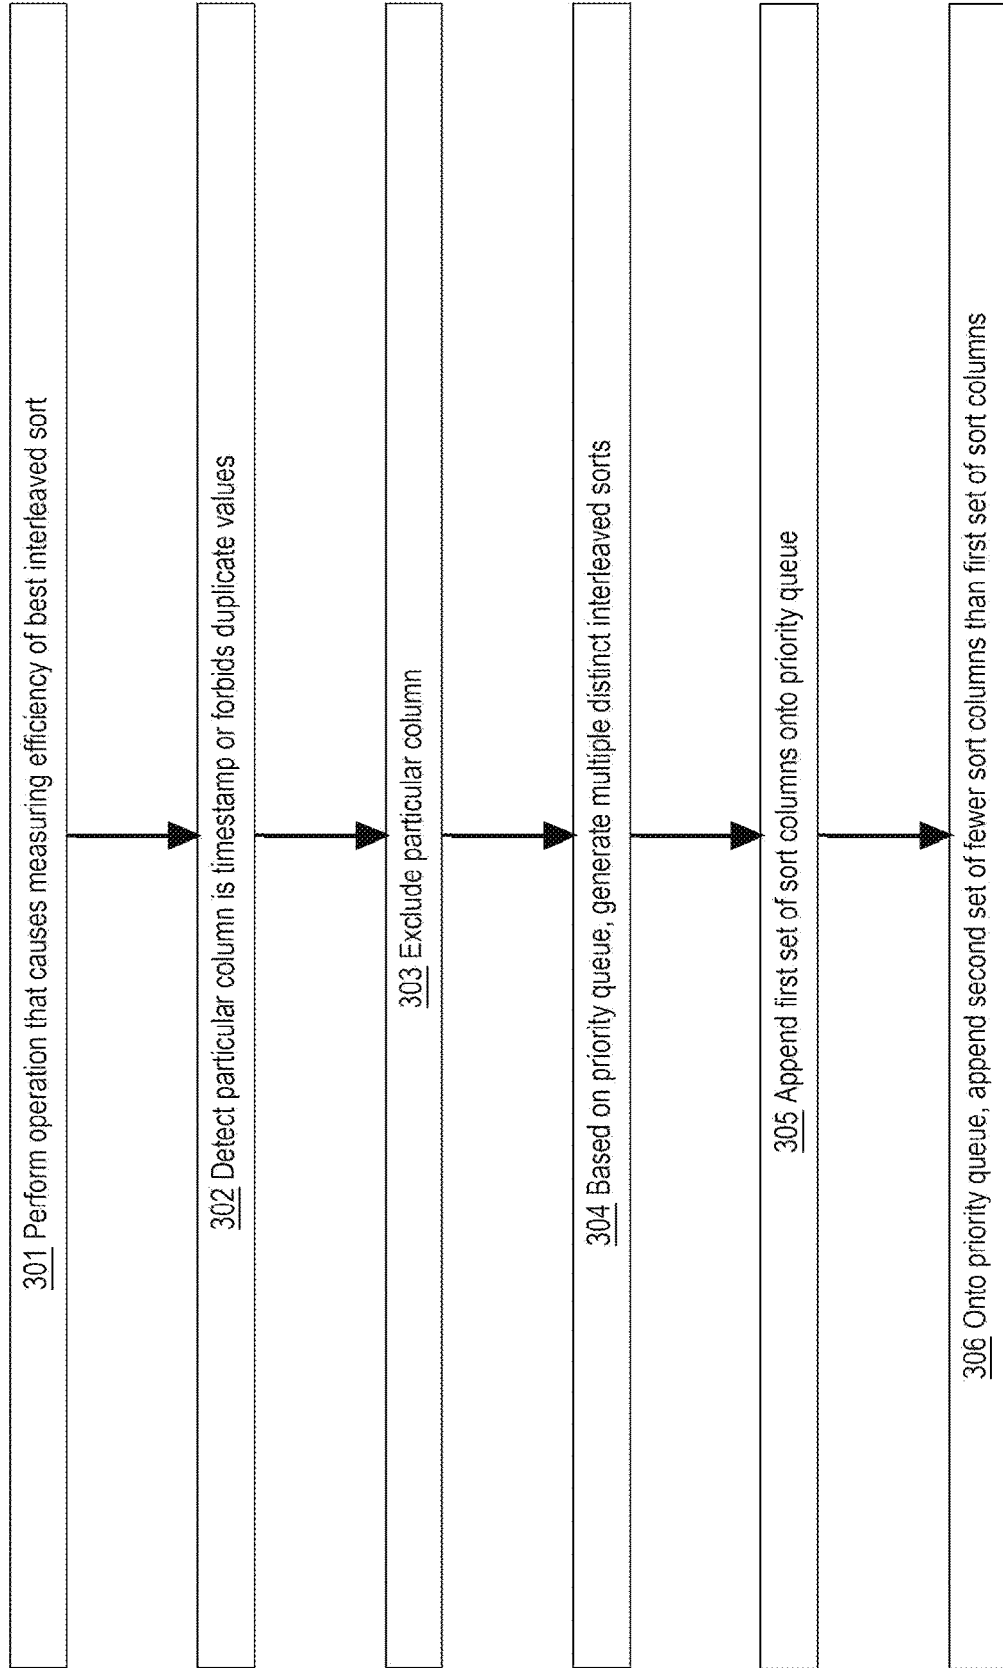 301 Perform operation that causes measuring efficiency of best interleaved sort
302 Detect particular column is timestamp or forbids duplicate values
303 Exclude particular column
304 Based on priority queue, generate multiple distinct interleaved sorts
305 Append first set of sort columns onto priority queue
306 Onto priority queue, append second set of fewer sort columns than first set of sort columns